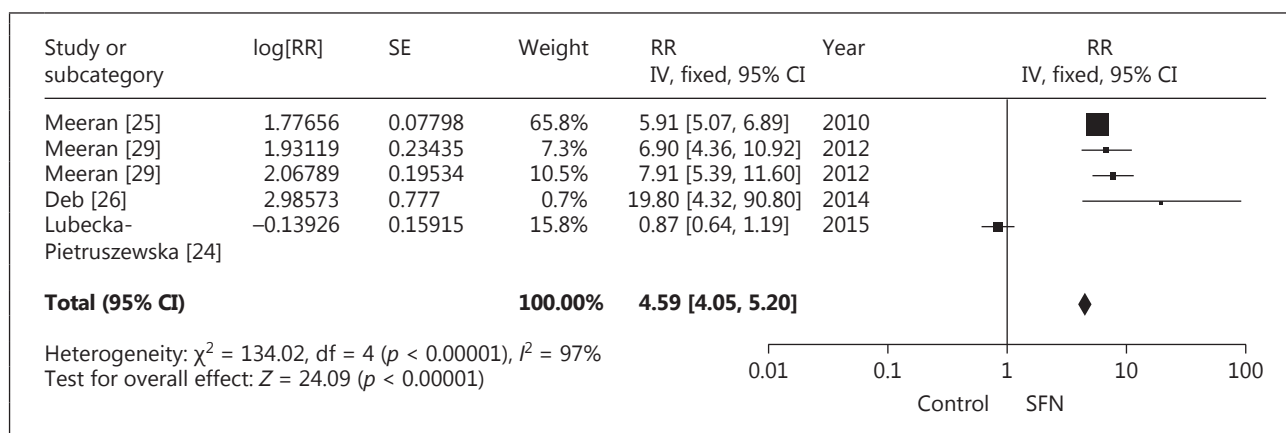 Study or subcategory log[RR] SE Weight RR IV, fixed, 95% CI Year RR IV, fixed, 95% CI
Meeran [25] 1.77656 0.07798 65.8% 5.91 [5.07, 6.89] 2010
Meeran [29] 1.93119 0.23435 7.3% 6.90 [4.36, 10.92] 2012
Meeran [29] 2.06789 0.19534 10.5% 7.91 [5.39, 11.60] 2012
Deb [26] 2.98573 0.777 0.7% 19.80 [4.32, 90.80] 2014
Lubecka- –0.13926 0.15915 15.8% 0.87 [0.64, 1.19] 2015
Pietruszewska [24]
Total (95% CI) 100.00% 4.59 [4.05, 5.20]
Heterogeneity: χ² = 134.02, df = 4 (p < 0.00001), I² = 97%
Test for overall effect: Z = 24.09 (p < 0.00001)
0.01 0.1 1 10 100
Control SFN